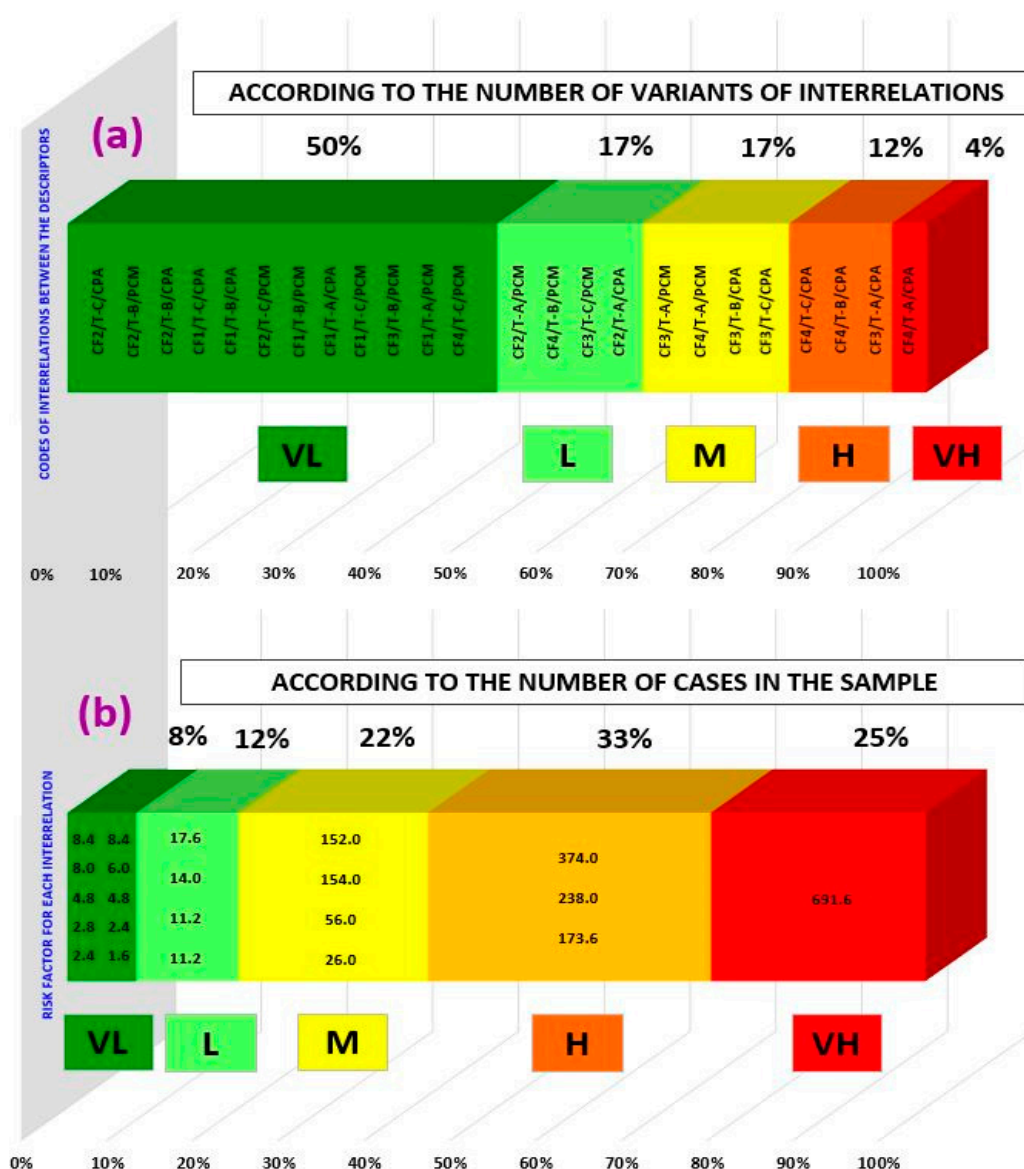 ACCORDING TO THE NUMBER OF VARIANTS OF INTERRELATIONS
(a)
CODES OF INTERRELATIONS BETWEEN THE DESCRIPTORS
50% 17% 17% 12% 4%
CF2/T-C/CPA
CF2/T-B/PCM
CF2/T-B/CPA
CF1/T-C/CPA
CF1/T-B/CPA
CF2/T-C/PCM
CF1/T-B/PCM
CF1/T-A/CPA
CF1/T-C/PCM
CF3/T-B/PCM
CF1/T-A/PCM
CF4/T-C/PCM
CF2/T-A/PCM
CF4/T-B/PCM
CF3/T-C/PCM
CF2/T-A/CPA
CF3/T-A/PCM
CF4/T-A/PCM
CF3/T-B/CPA
CF3/T-C/CPA
CF4/T-C/CPA
CF4/T-B/CPA
CF3/T-A/CPA
CF4/T-A/CPA
VL L M H VH
0% 10% 20% 30% 40% 50% 60% 70% 80% 90% 100%
ACCORDING TO THE NUMBER OF CASES IN THE SAMPLE
(b)
RISK FACTOR FOR EACH INTERRELATION
8% 12% 22% 33% 25%
8.4 8.4
8.0 6.0
4.8 4.8
2.8 2.4
2.4 1.6
17.6
14.0
11.2
11.2
152.0
154.0
56.0
26.0
374.0
238.0
173.6
691.6
VL L M H VH
0% 10% 20% 30% 40% 50% 60% 70% 80% 90% 100%